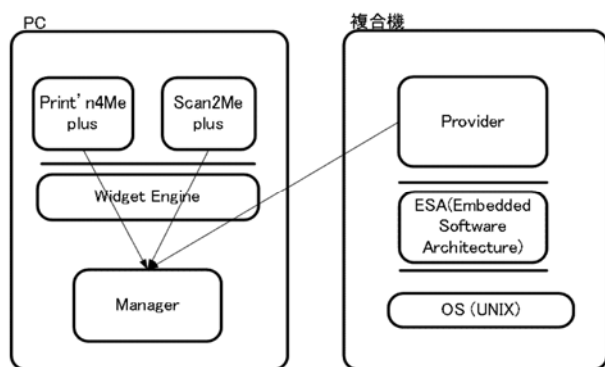 PC
Print'n4Me
plus
Scan2Me
plus
Widget Engine
Manager
複合機
Provider
ESA(Embedded
Software
Architecture)
OS (UNIX)